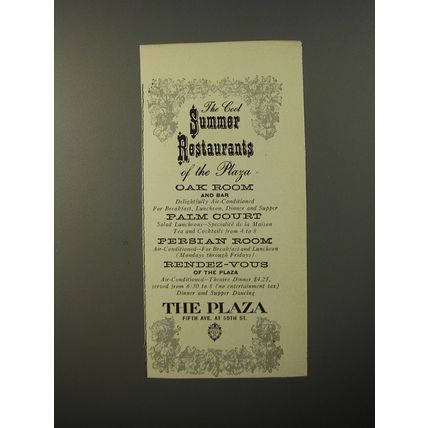 The Cool
Summer
Restaurants
of the Plaza -
OAK ROOM
AND BAR
Delightfully Air-Conditioned
For Breakfast, Luncheon, Dinner and Supper
PALM COURT
Salad Luncheons—Specialité de la Maison
Tea and Cocktails from 4 to 8
PERSIAN ROOM
Air-Conditioned—For Breakfast and Luncheon
(Mondays through Fridays)
RENDEZ-VOUS
OF THE PLAZA
Air-Conditioned—Theatre Dinner $4.25,
served from 6:30 to 8 (no entertainment tax)
Dinner and Supper Dancing
THE PLAZA
FIFTH AVE. AT 59TH ST.